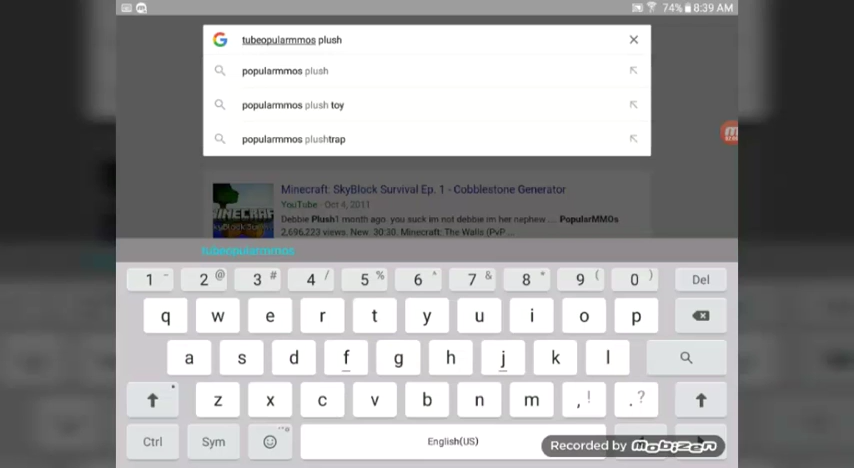 74% 8:39 AM
tubeopularmmos plush
popularmmos plush
popularmmos plush toy
popularmmos plushtrap
Minecraft: SkyBlock Survival Ep. 1 - Cobblestone Generator
YouTube - Oct 4, 2011
Debbie Plush1 month ago. you suck im not debbie im her nephew ... PopularMMOs
2,696,223 views. New 30:30. Minecraft: The Walls (PvP ...
tubeopularmmos
1 - 2 @ 3 # 4 / 5 % 6 ^ 7 & 8 * 9 ( 0 ) Del
q w e r t y u i o p
a s d f g h j k l
z x c v b n m , ! . ?
Ctrl Sym English(US)
Recorded by mobizen